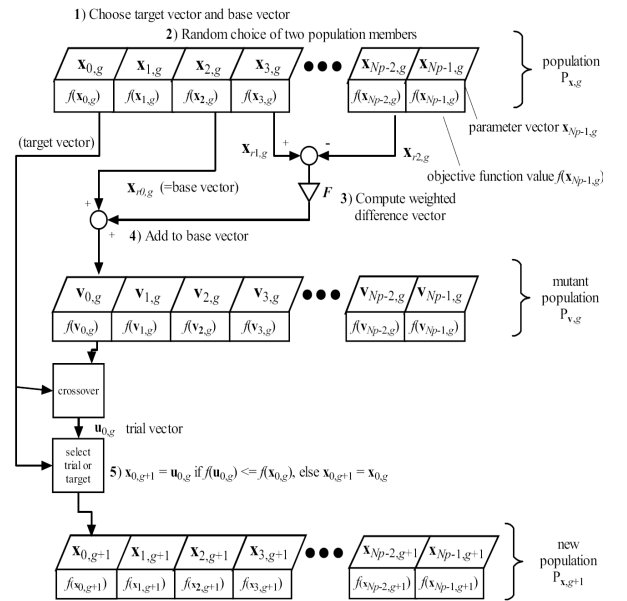 1) Choose target vector and base vector
2) Random choice of two population members
x0,g x1,g x2,g x3,g xNp-2,g xNp-1,g
f(x0,g) f(x1,g) f(x2,g) f(x3,g) f(xNp-2,g) f(xNp-1,g)
population
Px,g
parameter vector xNp-1,g
objective function value f(xNp-1,g)
(target vector)
xr1,g + - xr2,g
xr0,g (=base vector)
F
3) Compute weighted
difference vector
+
+
4) Add to base vector
v0,g v1,g v2,g v3,g vNp-2,g vNp-1,g
f(v0,g) f(v1,g) f(v2,g) f(v3,g) f(vNp-2,g) f(vNp-1,g)
mutant
population
Pv,g
crossover
u0,g trial vector
select
trial or
target
5) x0,g+1 = u0,g if f(u0,g) <= f(x0,g), else x0,g+1 = x0,g
x0,g+1 x1,g+1 x2,g+1 x3,g+1 xNp-2,g+1 xNp-1,g+1
f(x0,g+1) f(x1,g+1) f(x2,g+1) f(x3,g+1) f(xNp-2,g+1) f(xNp-1,g+1)
new
population
Px,g+1